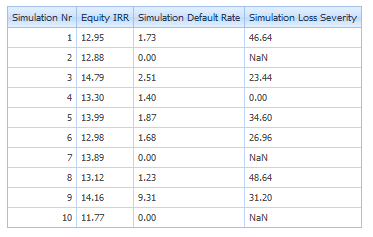 Simulation Nr Equity IRR Simulation Default Rate Simulation Loss Severity
1 12.95 1.73 46.64
2 12.88 0.00 NaN
3 14.79 2.51 23.44
4 13.30 1.40 0.00
5 13.99 1.87 34.60
6 12.98 1.68 26.96
7 13.89 0.00 NaN
8 13.12 1.23 48.64
9 14.16 9.31 31.20
10 11.77 0.00 NaN